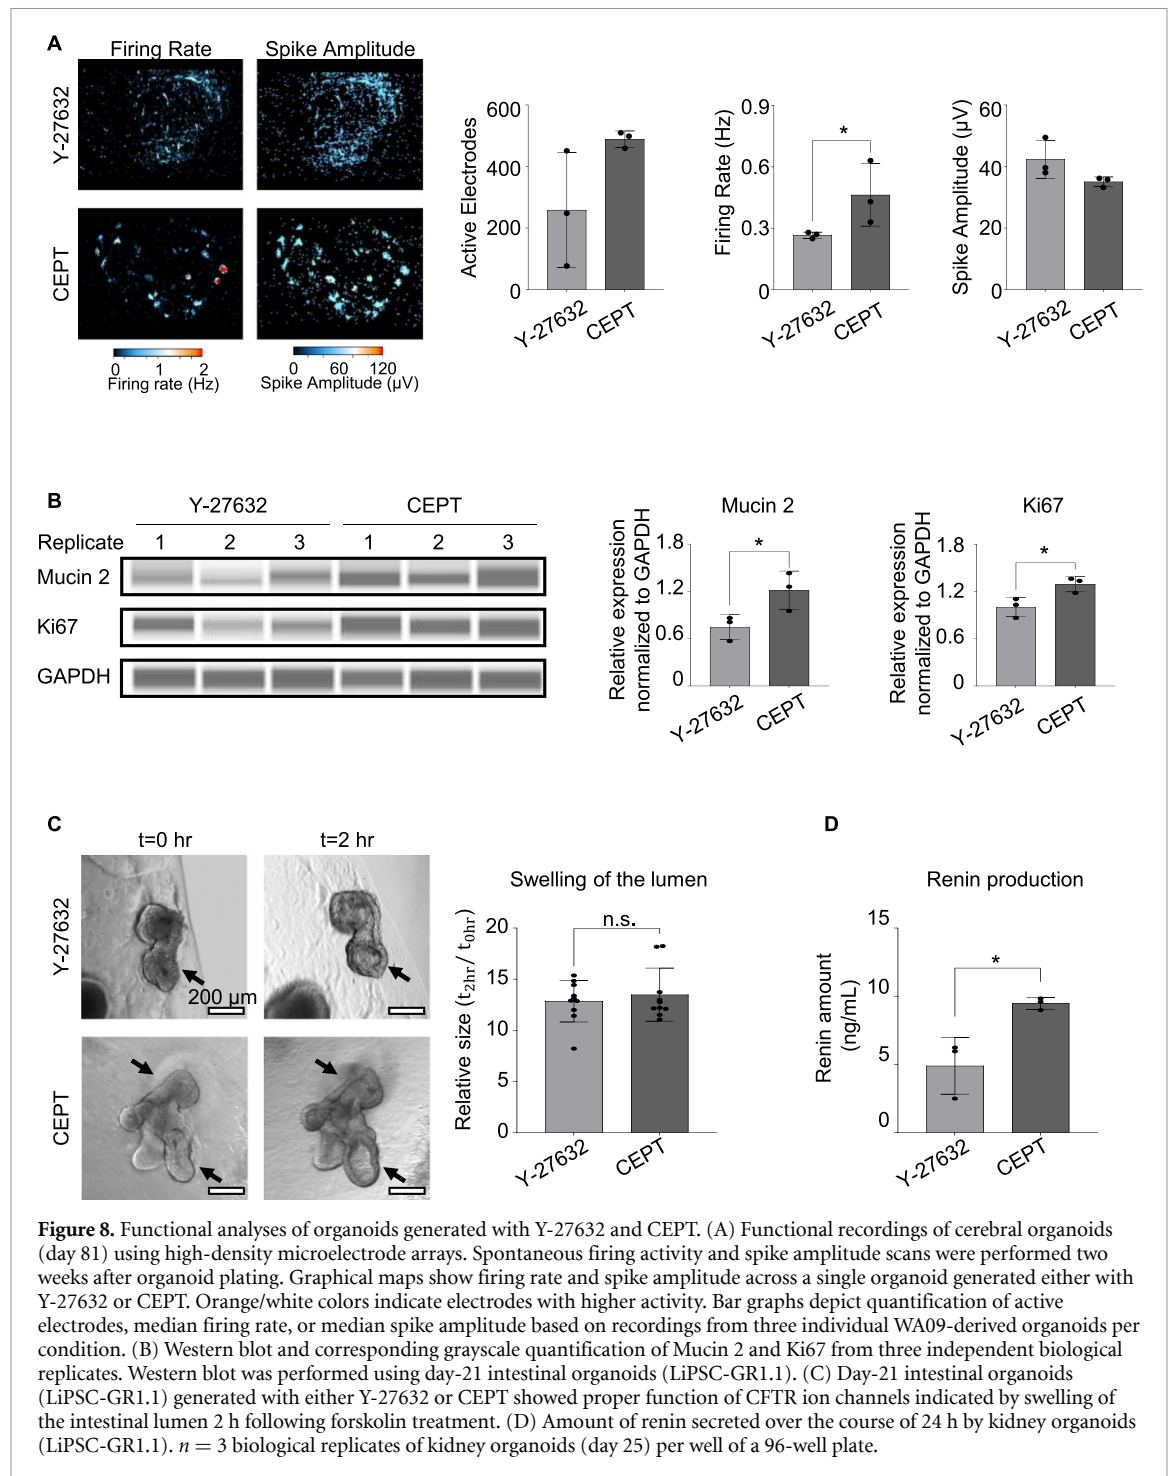 A
Firing Rate
Spike Amplitude
Y-27632
CEPT
0 1 2
Firing rate (Hz)
0 60 120
Spike Amplitude (µV)
Active Electrodes
600
400
200
0
Y-27632
CEPT
Firing Rate (Hz)
0.9
0.6
0.3
0
*
Y-27632
CEPT
Spike Amplitude (µV)
60
40
20
0
Y-27632
CEPT
B
Y-27632 CEPT
Replicate 1 2 3 1 2 3
Mucin 2
Ki67
GAPDH
Mucin 2
Relative expression
normalized to GAPDH
1.8
1.2
0.6
0
*
Y-27632
CEPT
Ki67
Relative expression
normalized to GAPDH
1.8
1.2
0.6
0
*
Y-27632
CEPT
C
t=0 hr
t=2 hr
Y-27632
200 µm
CEPT
Swelling of the lumen
Relative size (t2hr / t0hr)
20
15
10
5
0
n.s.
Y-27632
CEPT
D
Renin production
Renin amount
(ng/mL)
15
10
5
0
*
Y-27632
CEPT
Figure 8. Functional analyses of organoids generated with Y-27632 and CEPT. (A) Functional recordings of cerebral organoids
(day 81) using high-density microelectrode arrays. Spontaneous firing activity and spike amplitude scans were performed two
weeks after organoid plating. Graphical maps show firing rate and spike amplitude across a single organoid generated either with
Y-27632 or CEPT. Orange/white colors indicate electrodes with higher activity. Bar graphs depict quantification of active
electrodes, median firing rate, or median spike amplitude based on recordings from three individual WA09-derived organoids per
condition. (B) Western blot and corresponding grayscale quantification of Mucin 2 and Ki67 from three independent biological
replicates. Western blot was performed using day-21 intestinal organoids (LiPSC-GR1.1). (C) Day-21 intestinal organoids
(LiPSC-GR1.1) generated with either Y-27632 or CEPT showed proper function of CFTR ion channels indicated by swelling of
the intestinal lumen 2 h following forskolin treatment. (D) Amount of renin secreted over the course of 24 h by kidney organoids
(LiPSC-GR1.1). n = 3 biological replicates of kidney organoids (day 25) per well of a 96-well plate.